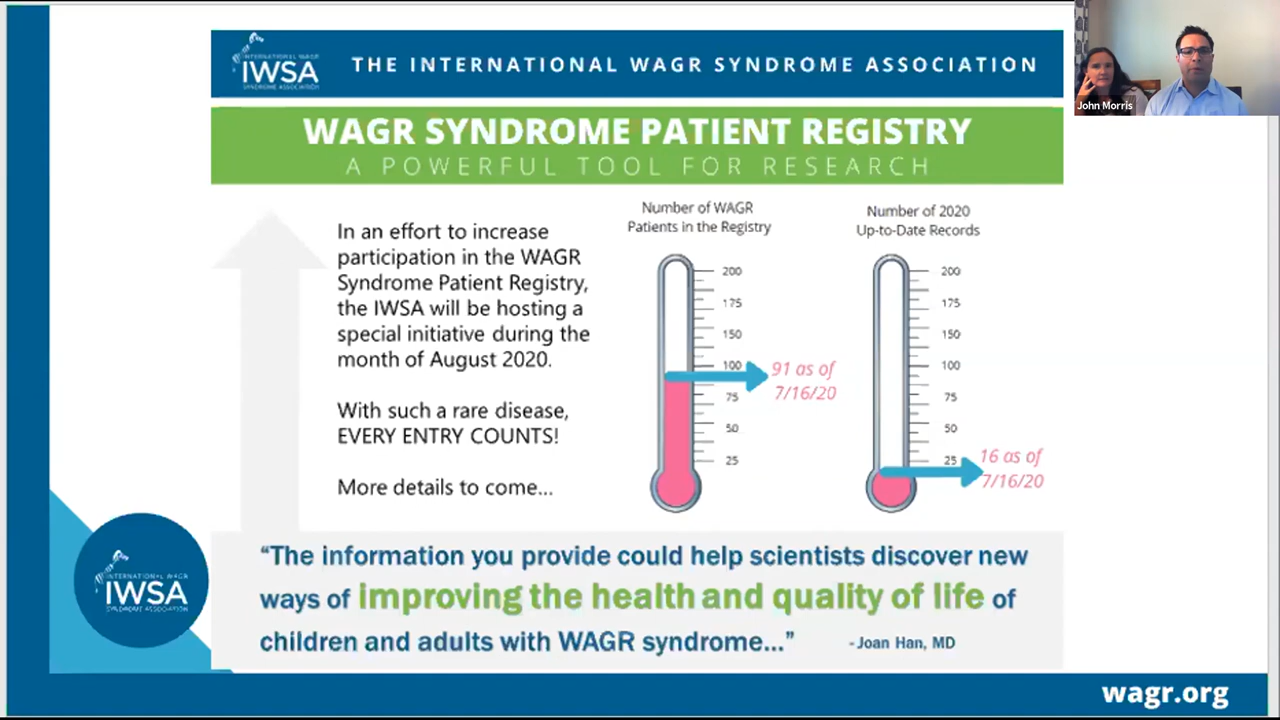 INTERNATIONAL WAGR
IWSA
SYNDROME ASSOCIATION
THE INTERNATIONAL WAGR SYNDROME ASSOCIATION
John Morris
WAGR SYNDROME PATIENT REGISTRY
A POWERFUL TOOL FOR RESEARCH
In an effort to increase
participation in the WAGR
Syndrome Patient Registry,
the IWSA will be hosting a
special initiative during the
month of August 2020.
With such a rare disease,
EVERY ENTRY COUNTS!
More details to come...
Number of WAGR
Patients in the Registry
200
175
150
100
75
50
25
91 as of
7/16/20
Number of 2020
Up-to-Date Records
200
175
150
100
75
50
25
16 as of
7/16/20
INTERNATIONAL WAGR
IWSA
SYNDROME ASSOCIATION
“The information you provide could help scientists discover new
ways of improving the health and quality of life of
children and adults with WAGR syndrome...”
- Joan Han, MD
wagr.org